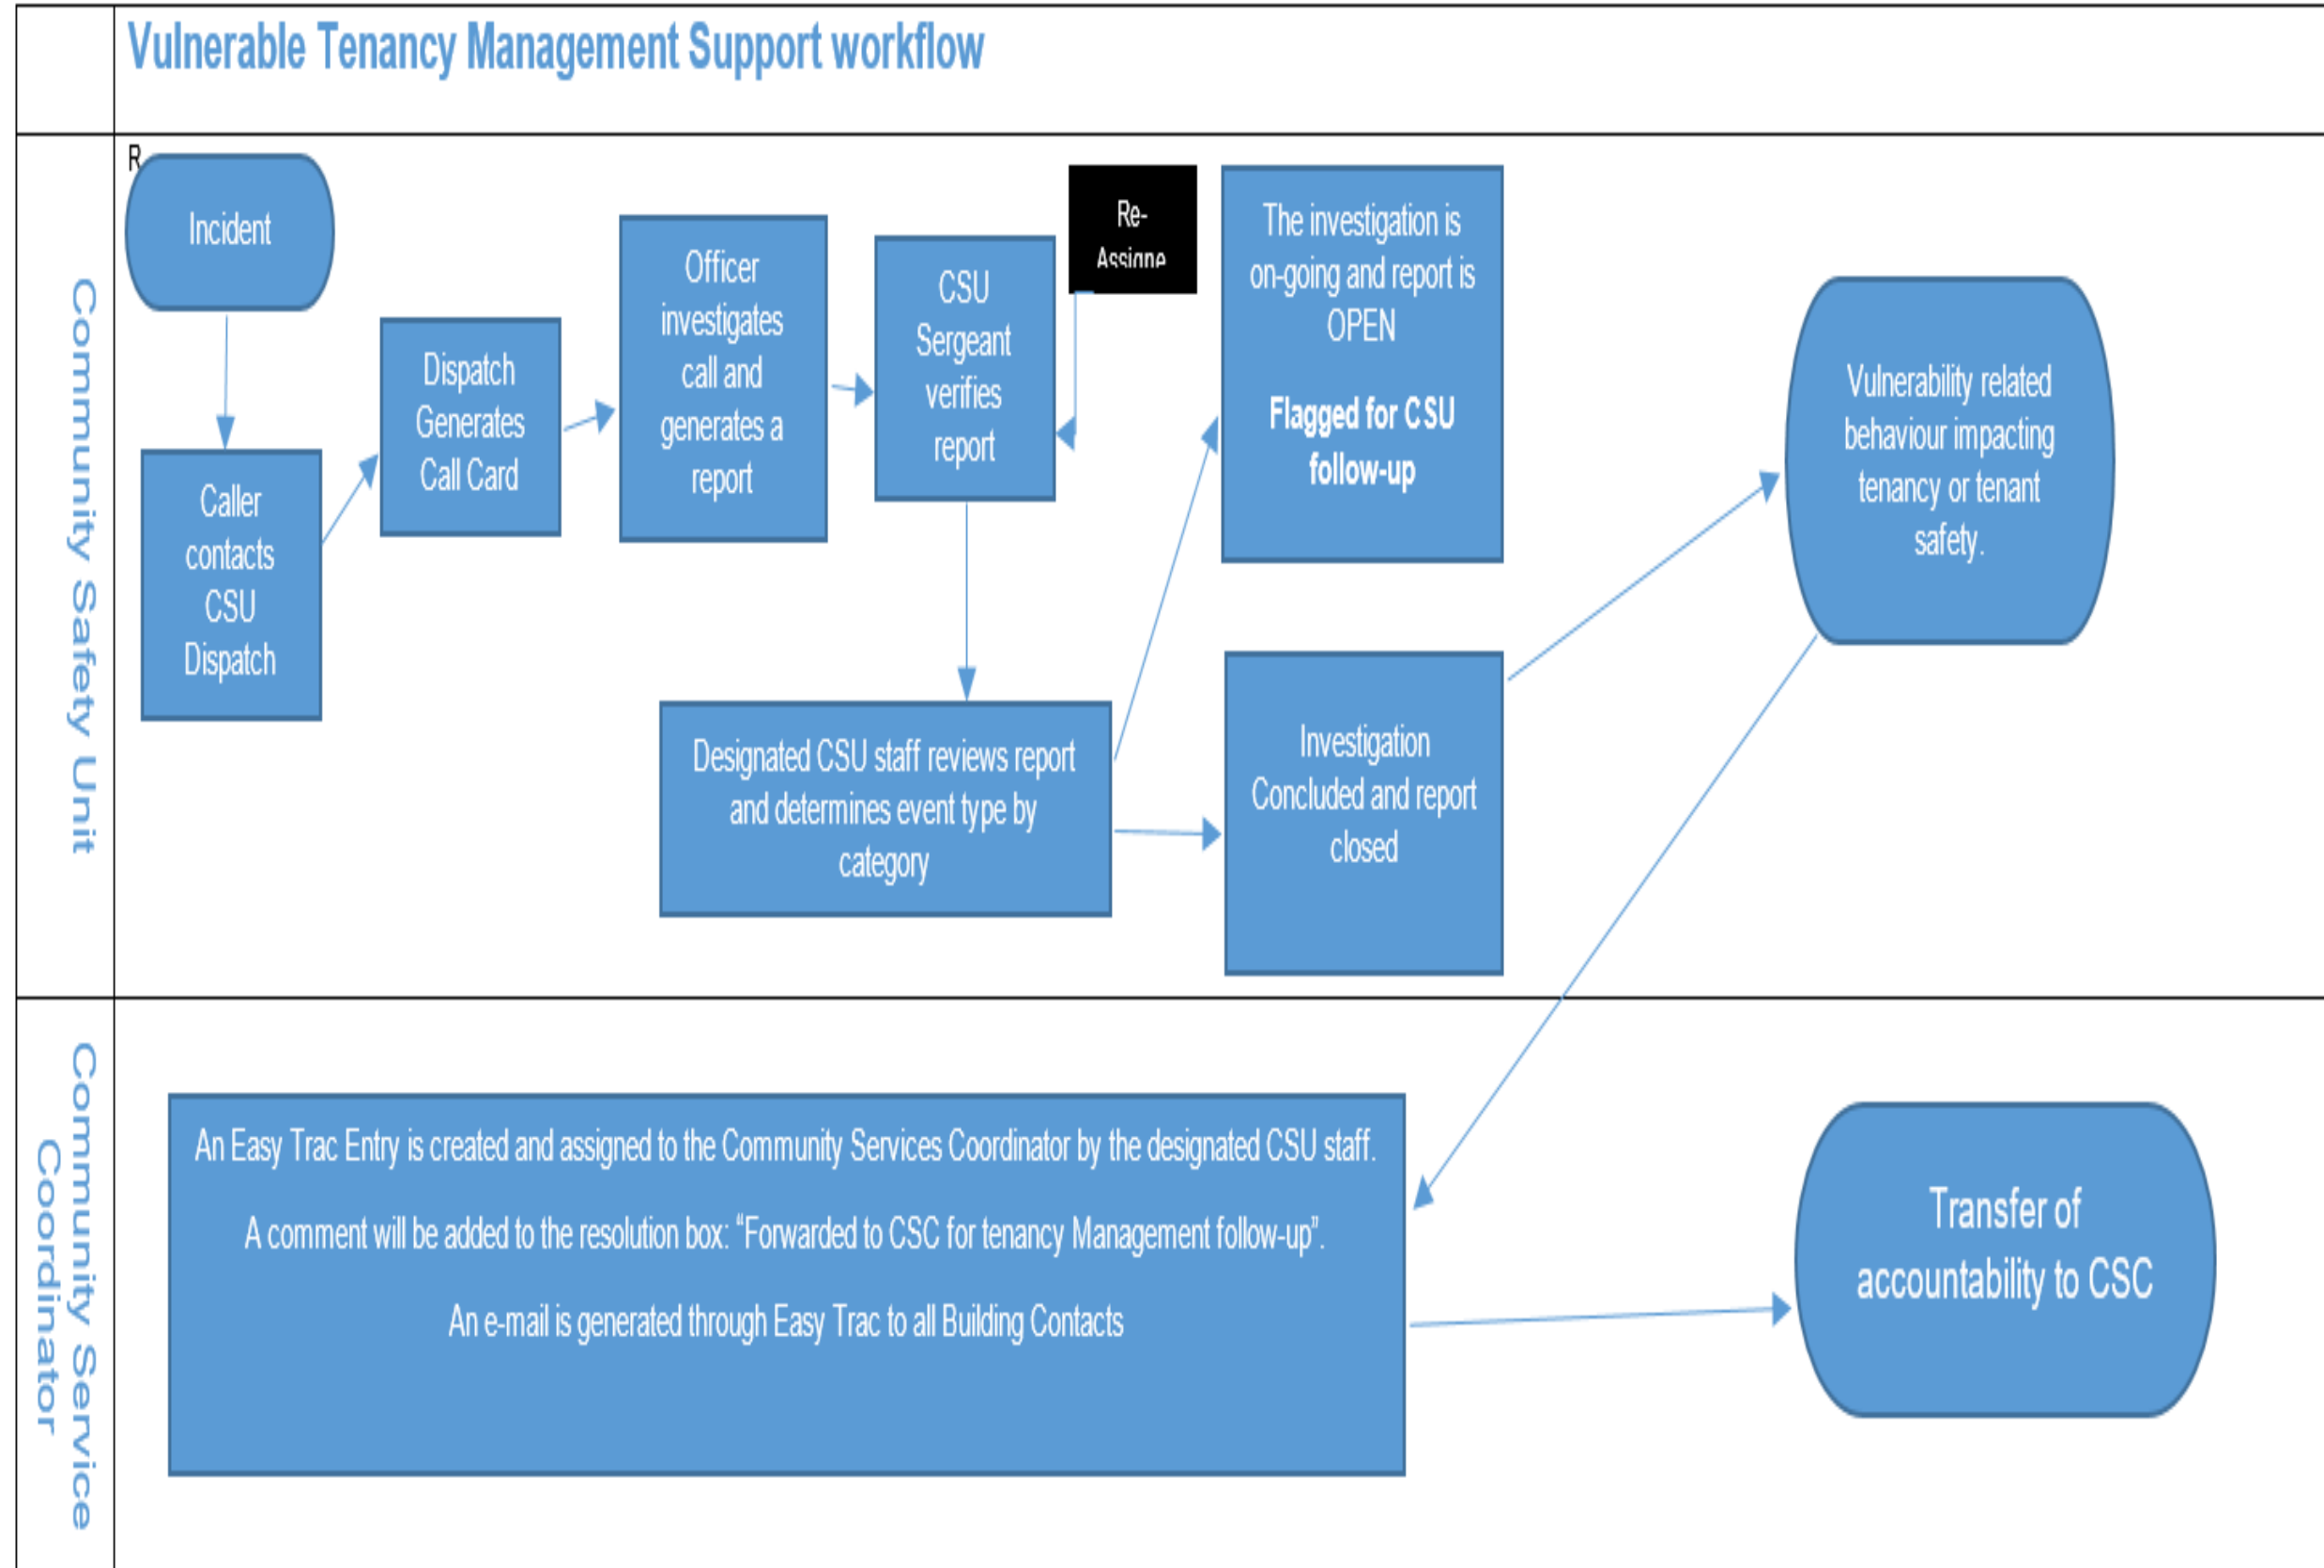 Vulnerable Tenancy Management Support workflow
Community Safety Unit
R
Incident
Caller
contacts
CSU
Dispatch
Dispatch
Generates
Call Card
Officer
investigates
call and
generates a
report
CSU
Sergeant
verifies
report
Re-
Assigne
The investigation is
on-going and report is
OPEN
Flagged for CSU
follow-up
Designated CSU staff reviews report
and determines event type by
category
Investigation
Concluded and report
closed
Vulnerability related
behaviour impacting
tenancy or tenant
safety.
Community Service
Coordinator
An Easy Trac Entry is created and assigned to the Community Services Coordinator by the designated CSU staff.
A comment will be added to the resolution box: “Forwarded to CSC for tenancy Management follow-up”.
An e-mail is generated through Easy Trac to all Building Contacts
Transfer of
accountability to CSC